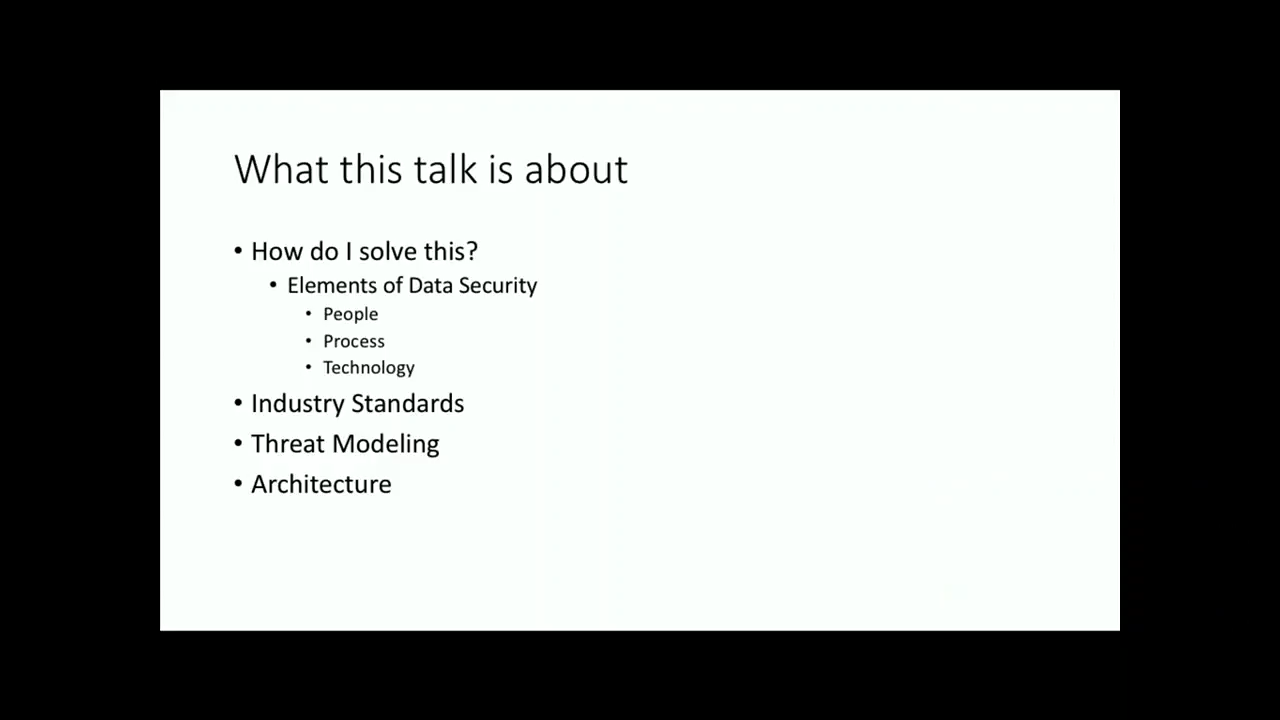 What this talk is about
• How do I solve this?
• Elements of Data Security
• People
• Process
• Technology
• Industry Standards
• Threat Modeling
• Architecture